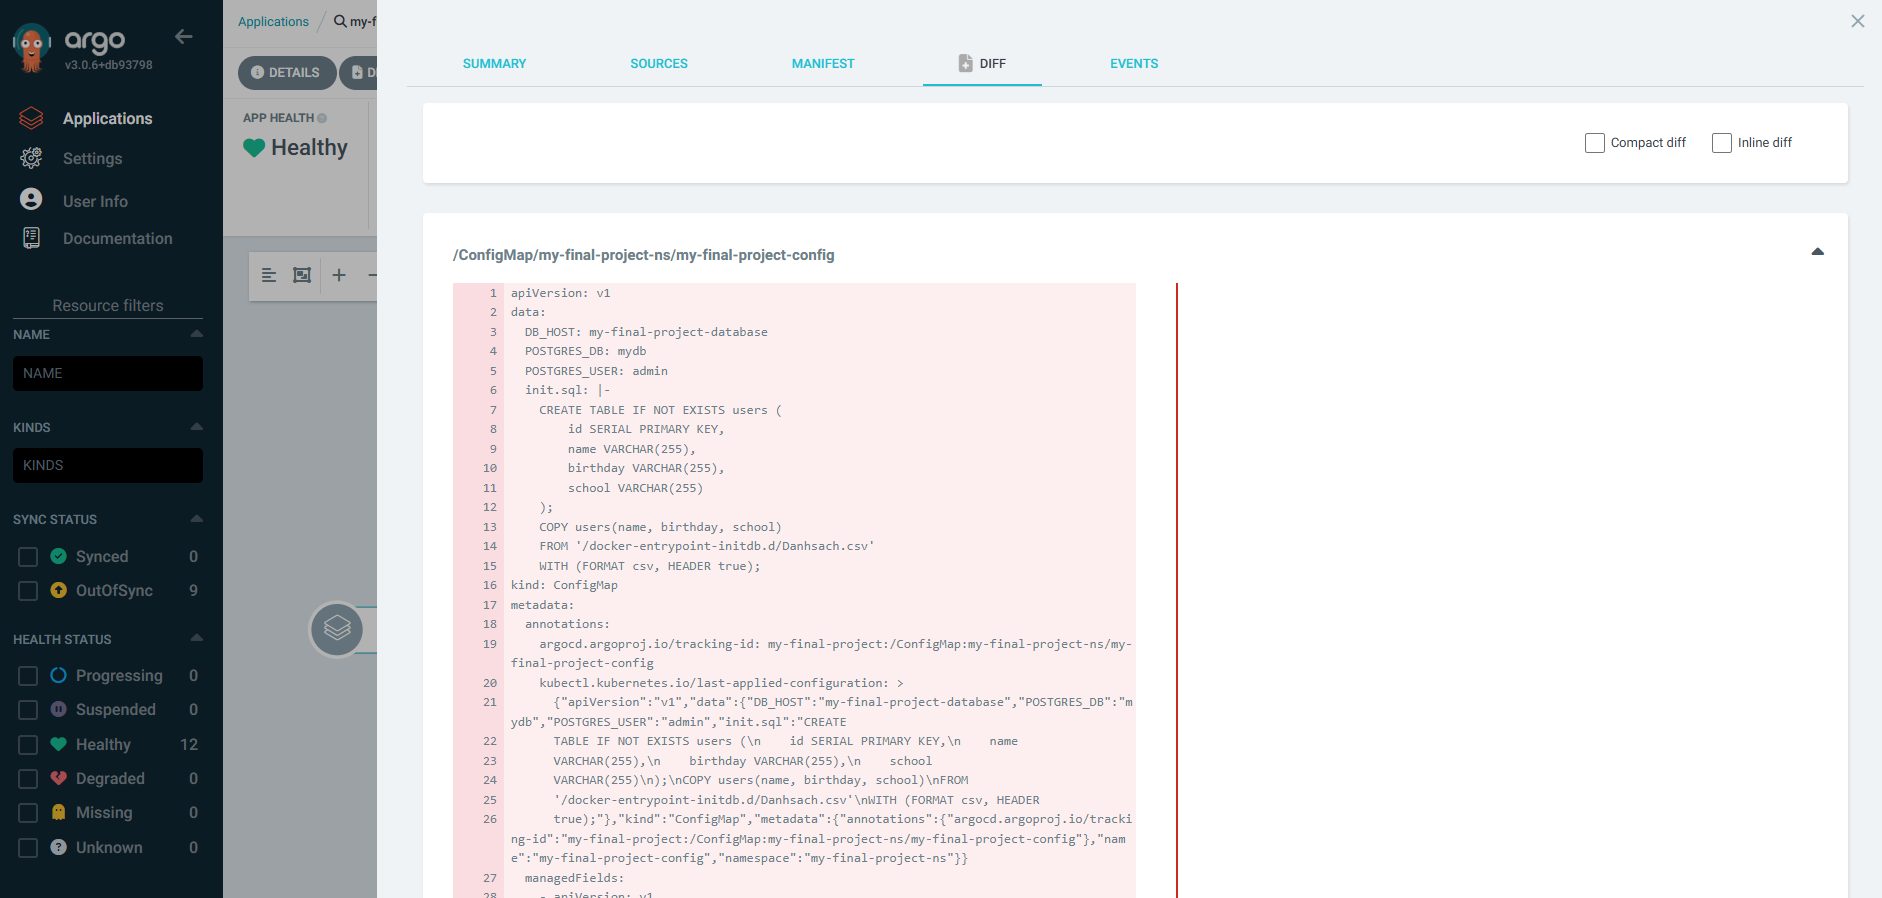 argo
v3.0.6+db93798
Applications
Settings
User Info
Documentation
Resource filters
NAME
NAME
KINDS
KINDS
SYNC STATUS
Synced 0
OutOfSync 9
HEALTH STATUS
Progressing 0
Suspended 0
Healthy 12
Degraded 0
Missing 0
Unknown 0
Applications / my-f
DETAILS D
APP HEALTH
Healthy
SUMMARY SOURCES MANIFEST DIFF EVENTS
Compact diff Inline diff
/ConfigMap/my-final-project-ns/my-final-project-config
1 apiVersion: v1
2 data:
3   DB_HOST: my-final-project-database
4   POSTGRES_DB: mydb
5   POSTGRES_USER: admin
6   init.sql: |-
7     CREATE TABLE IF NOT EXISTS users (
8         id SERIAL PRIMARY KEY,
9         name VARCHAR(255),
10         birthday VARCHAR(255),
11         school VARCHAR(255)
12     );
13     COPY users(name, birthday, school)
14     FROM '/docker-entrypoint-initdb.d/Danhsach.csv'
15     WITH (FORMAT csv, HEADER true);
16 kind: ConfigMap
17 metadata:
18   annotations:
19     argocd.argoproj.io/tracking-id: my-final-project:/ConfigMap:my-final-project-ns/my-
final-project-config
20     kubectl.kubernetes.io/last-applied-configuration: >
21       {"apiVersion":"v1","data":{"DB_HOST":"my-final-project-database","POSTGRES_DB":"m
ydb","POSTGRES_USER":"admin","init.sql":"CREATE
22       TABLE IF NOT EXISTS users (\n    id SERIAL PRIMARY KEY,\n    name
23       VARCHAR(255),\n    birthday VARCHAR(255),\n    school
24       VARCHAR(255)\n);\nCOPY users(name, birthday, school)\nFROM
25       '/docker-entrypoint-initdb.d/Danhsach.csv'\nWITH (FORMAT csv, HEADER
26       true);"},"kind":"ConfigMap","metadata":{"annotations":{"argocd.argoproj.io/tracki
ng-id":"my-final-project:/ConfigMap:my-final-project-ns/my-final-project-config"},"nam
e":"my-final-project-config","namespace":"my-final-project-ns"}}
27   managedFields:
28     - apiVersion: v1